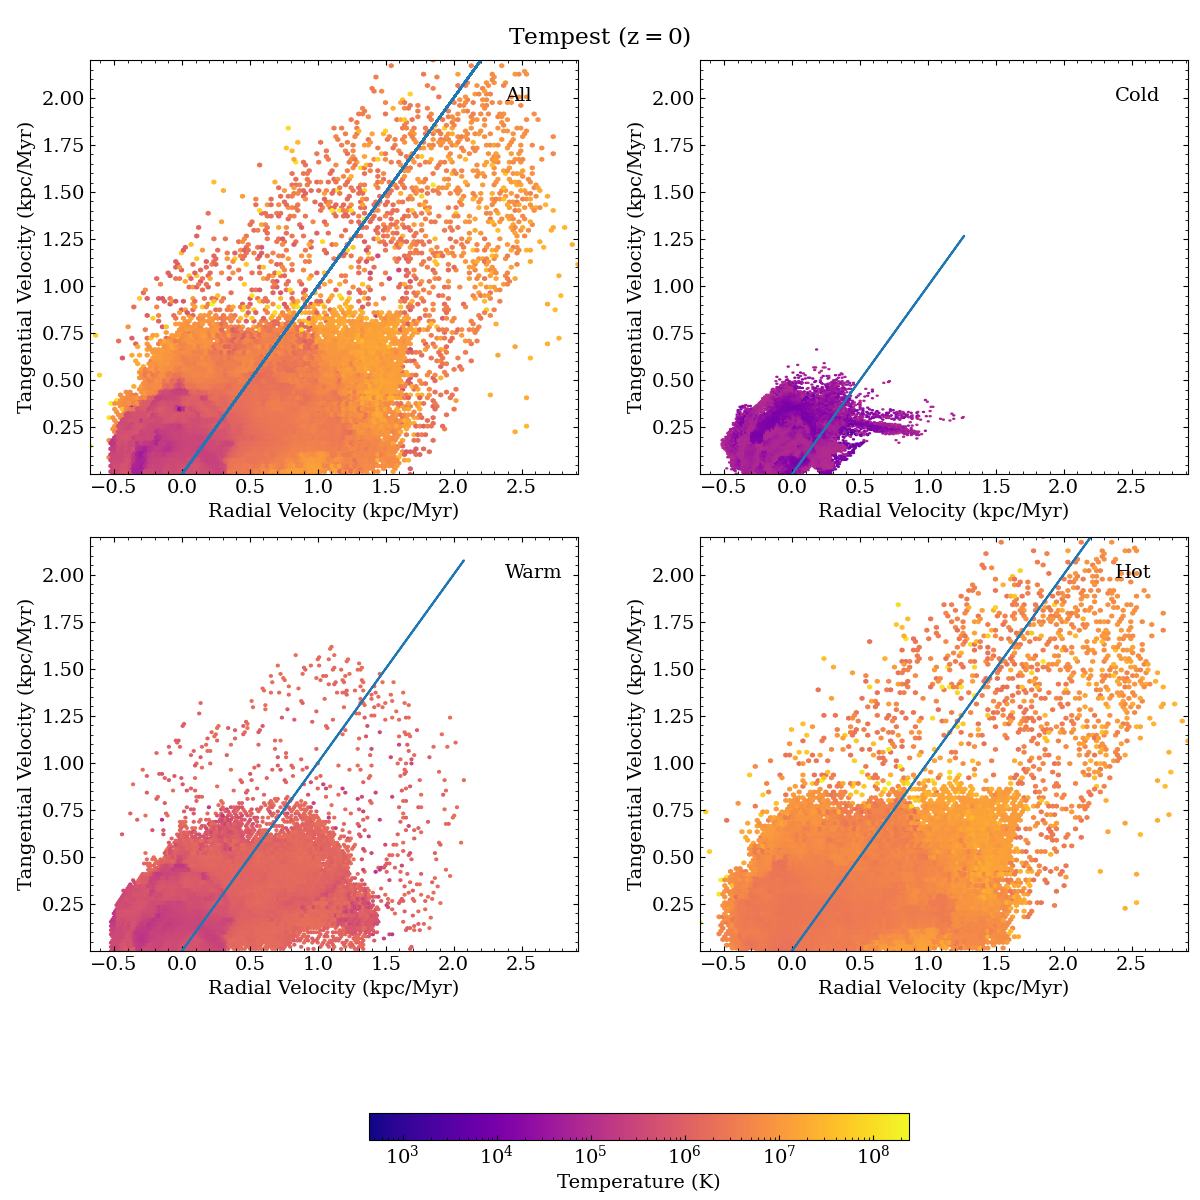 Tempest (z = 0)
All
Cold
Tangential Velocity (kpc/Myr)
2.00
1.75
1.50
1.25
1.00
0.75
0.50
0.25
−0.5 0.0 0.5 1.0 1.5 2.0 2.5
Radial Velocity (kpc/Myr)
Tangential Velocity (kpc/Myr)
2.00
1.75
1.50
1.25
1.00
0.75
0.50
0.25
−0.5 0.0 0.5 1.0 1.5 2.0 2.5
Radial Velocity (kpc/Myr)
Warm
Hot
Tangential Velocity (kpc/Myr)
2.00
1.75
1.50
1.25
1.00
0.75
0.50
0.25
−0.5 0.0 0.5 1.0 1.5 2.0 2.5
Radial Velocity (kpc/Myr)
Tangential Velocity (kpc/Myr)
2.00
1.75
1.50
1.25
1.00
0.75
0.50
0.25
−0.5 0.0 0.5 1.0 1.5 2.0 2.5
Radial Velocity (kpc/Myr)
10³ 10⁴ 10⁵ 10⁶ 10⁷ 10⁸
Temperature (K)